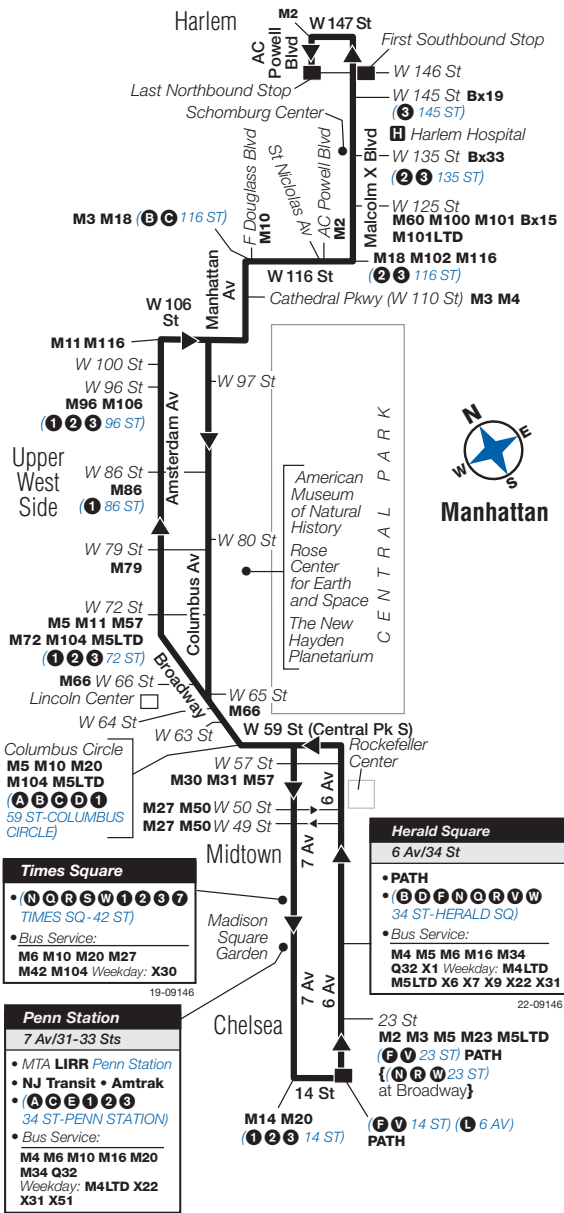 Harlem
M2
W 147 St
AC Powell Blvd
First Southbound Stop
W 146 St
Last Northbound Stop
W 145 St Bx19
(3 145 ST)
Schomburg Center
H Harlem Hospital
W 135 St Bx33
(2 3 135 ST)
F Douglass Blvd
M10
St Niclolas Av
AC Powell Blvd
M2
Malcolm X Blvd
W 125 St
M60 M100 M101 Bx15
M101LTD
M3 M18 (B C 116 ST)
W 116 St
M18 M102 M116
(2 3 116 ST)
Manhattan Av
Cathedral Pkwy (W 110 St) M3 M4
W 106 St
M11 M116
W 100 St
W 96 St
M96 M106
(1 2 3 96 ST)
W 97 St
Upper
West
Side
Amsterdam Av
W 86 St
M86
(1 86 ST)
W 80 St
W 79 St
M79
Columbus Av
American
Museum
of Natural
History
Rose
Center
for Earth
and Space
The New
Hayden
Planetarium
CENTRAL PARK
N
E
W
S
Manhattan
W 72 St
M5 M11 M57
M72 M104 M5LTD
(1 2 3 72 ST)
Broadway
M66 W 66 St
Lincoln Center
W 65 St
M66
W 64 St
W 63 St
W 59 St (Central Pk S)
Columbus Circle
M5 M10 M20
M104 M5LTD
(A B C D 1
59 ST-COLUMBUS
CIRCLE)
W 57 St
M30 M31 M57
6 Av
Rockefeller
Center
M27 M50 W 50 St
M27 M50 W 49 St
Midtown
7 Av
Times Square
• (N Q R S W 1 2 3 7
TIMES SQ-42 ST)
• Bus Service:
M6 M10 M20 M27
M42 M104 Weekday: X30
19-09146
Herald Square
6 Av/34 St
• PATH
• (B D F N Q R V W
34 ST-HERALD SQ)
• Bus Service:
M4 M5 M6 M16 M34
Q32 X1 Weekday: M4LTD
M5LTD X6 X7 X9 X22 X31
22-09146
Madison
Square
Garden
7 Av
6 Av
Penn Station
7 Av/31-33 Sts
• MTA LIRR Penn Station
• NJ Transit • Amtrak
• (A C E 1 2 3
34 ST-PENN STATION)
• Bus Service:
M4 M6 M10 M16 M20
M34 Q32
Weekday: M4LTD X22
X31 X51
Chelsea
23 St
M2 M3 M5 M23 M5LTD
(F V 23 ST) PATH
{(N R W 23 ST)
at Broadway}
14 St
M14 M20
(1 2 3 14 ST)
(F V 14 ST) (L 6 AV)
PATH